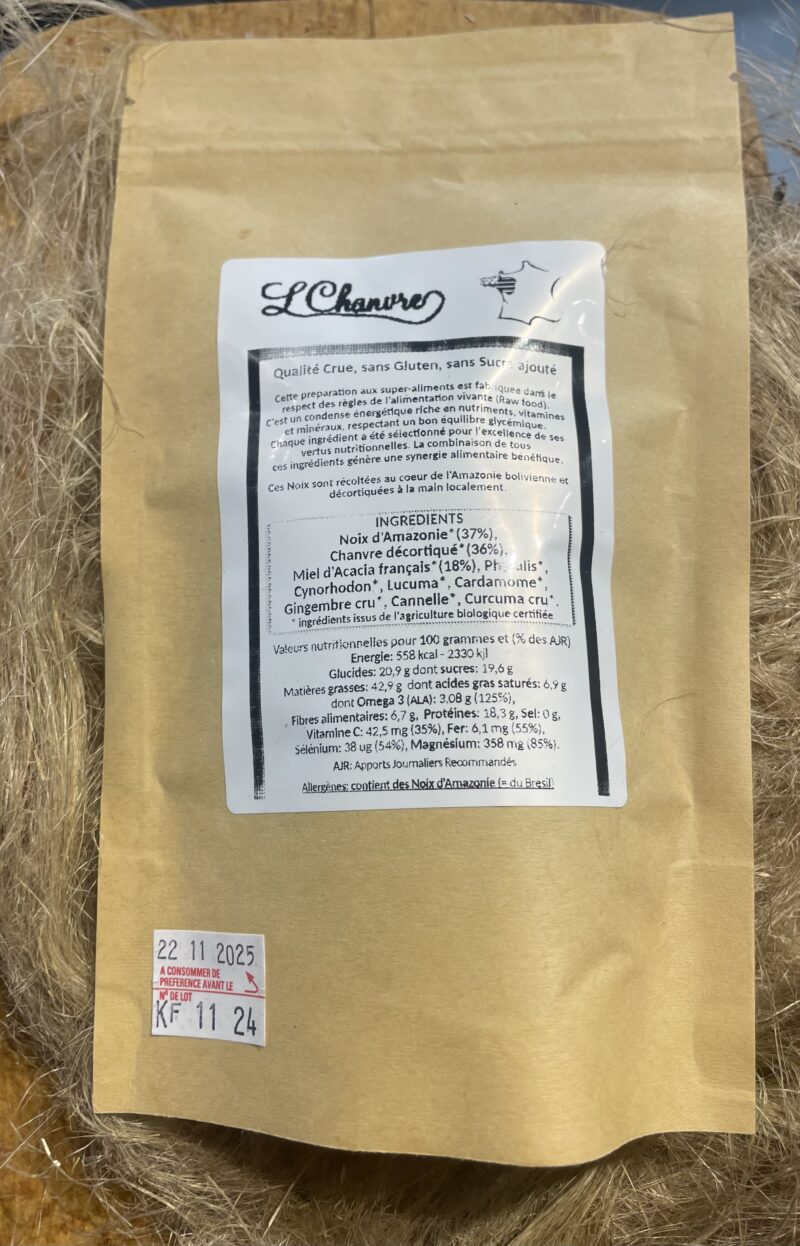 L Chanvre
Qualité Crue, sans Gluten, sans Sucre ajouté
Cette preparation aux super-aliments est fabriquee dans le
respect des règles de l'alimentation vivante (Raw food).
C'est un condense énergétique riche en nutriments, vitamines
et minéraux, respectant un bon équilibre glycémique.
Chaque ingrédient a été sélectionné pour l'excellence de ses
vertus nutritionnelles. La combinaison de tous
ces ingrédients génère une synergie alimentaire bénéfique.
Ces Noix sont récoltées au coeur de l'Amazonie bolivienne et
décortiquées à la main localement.
INGREDIENTS
Noix d'Amazonie* (37%),
Chanvre décortiqué* (36%),
Miel d'Acacia français* (18%), Physalis*,
Cynorhodon*, Lucuma*, Cardamome*,
Gingembre cru*, Cannelle*, Curcuma cru*.
* ingrédients issus de l'agriculture biologique certifiée
Valeurs nutritionnelles pour 100 grammes et (% des AJR)
Energie: 558 kcal - 2330 kjl
Glucides: 20,9 g dont sucres: 19,6 g
Matières grasses: 42,9 g dont acides gras saturés: 6,9 g
dont Omega 3 (ALA): 3,08 g (125%),
Fibres alimentaires: 6,7 g, Protéines: 18,3 g, Sel: 0 g,
Vitamine C: 42,5 mg (35%), Fer: 6,1 mg (55%),
Sélénium: 38 ug (54%), Magnésium: 358 mg (85%).
AJR: Apports Journaliers Recommandés
Allergènes: contient des Noix d'Amazonie (= du Bresil)
22 11 2025
A CONSOMMER DE
PREFERENCE AVANT LE
N° DE LOT
KF 11 24